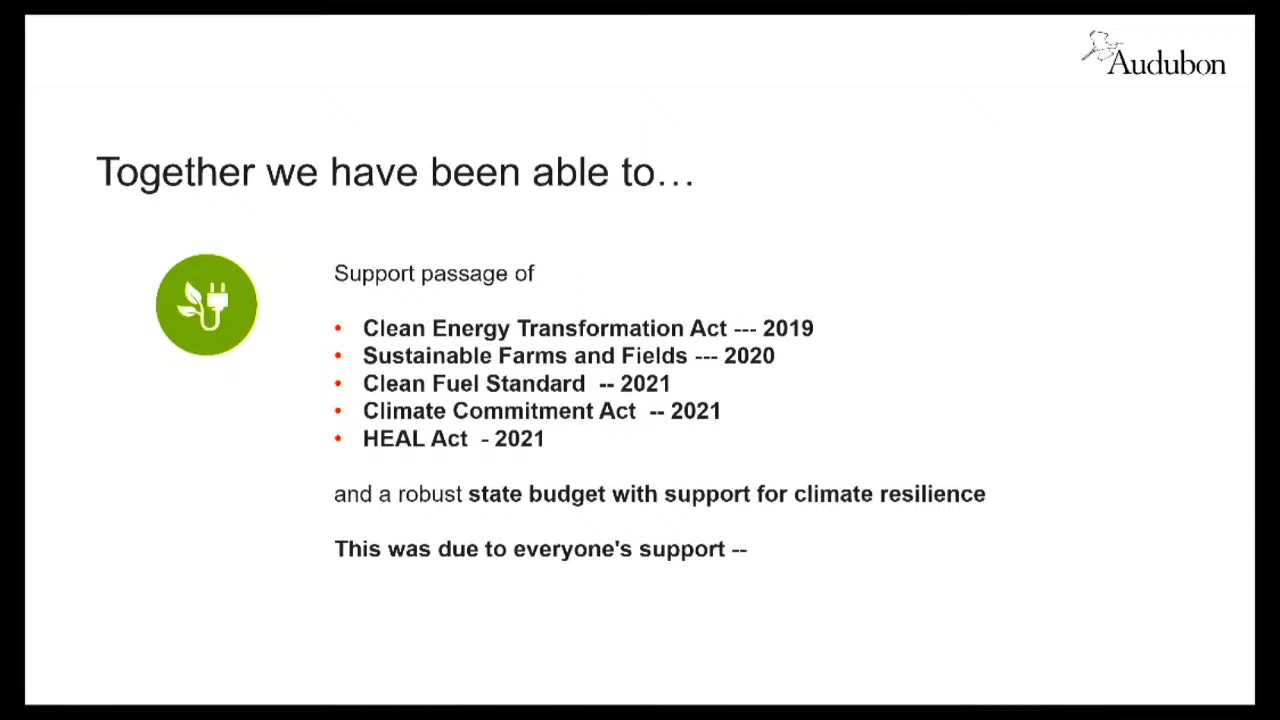 Audubon
Together we have been able to…
Support passage of
• Clean Energy Transformation Act --- 2019
• Sustainable Farms and Fields --- 2020
• Clean Fuel Standard  -- 2021
• Climate Commitment Act  -- 2021
• HEAL Act  - 2021
and a robust state budget with support for climate resilience
This was due to everyone's support --